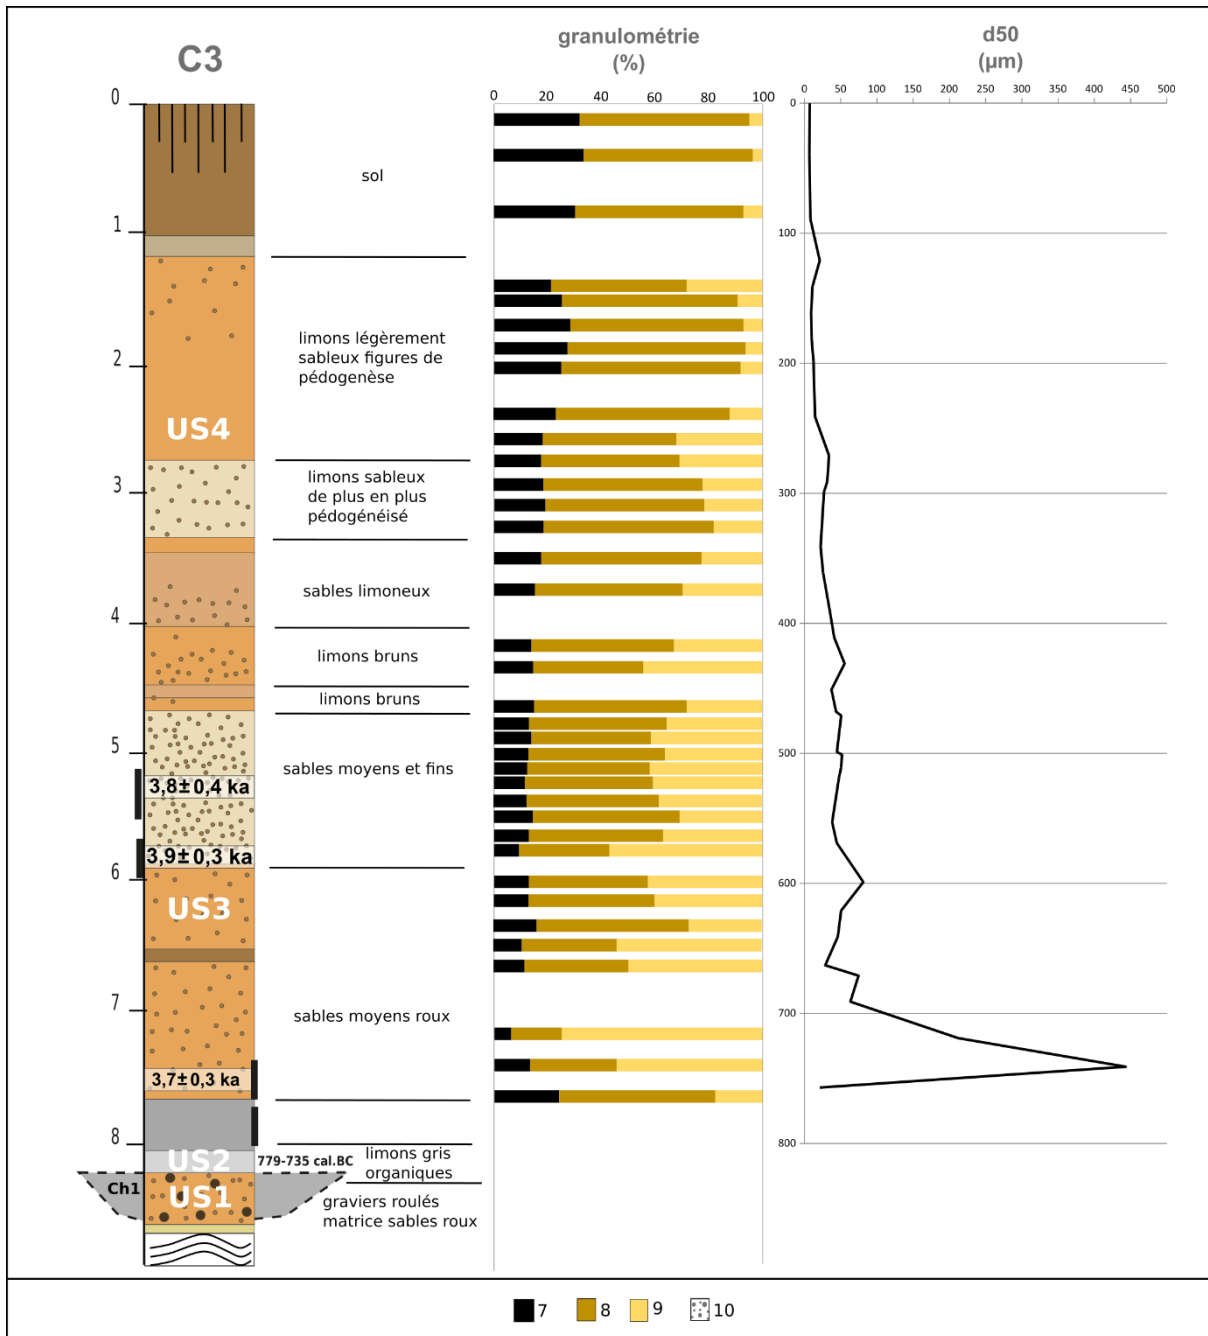 C3
granulométrie
(%)
d50
(µm)
0 20 40 60 80 100
0 50 100 150 200 250 300 350 400 450 500
0
1
2
3
4
5
6
7
8
sol
limons légèrement
sableux figures de
pédogenèse
US4
limons sableux
de plus en plus
pédogénéisé
sables limoneux
limons bruns
limons bruns
sables moyens et fins
3,8± 0,4 ka
3,9± 0,3 ka
US3
sables moyens roux
3,7± 0,3 ka
US2
779-735 cal.BC
limons gris
organiques
Ch1
US1
graviers roulés
matrice sables roux
0
100
200
300
400
500
600
700
800
7 8 9 10